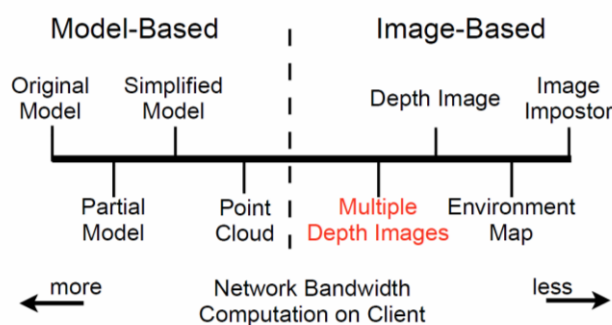 Model-Based
Image-Based
Original
Model
Simplified
Model
Depth Image
Image
Impostor
Partial
Model
Point
Cloud
Multiple
Depth Images
Environment
Map
more
Network Bandwidth
Computation on Client
less